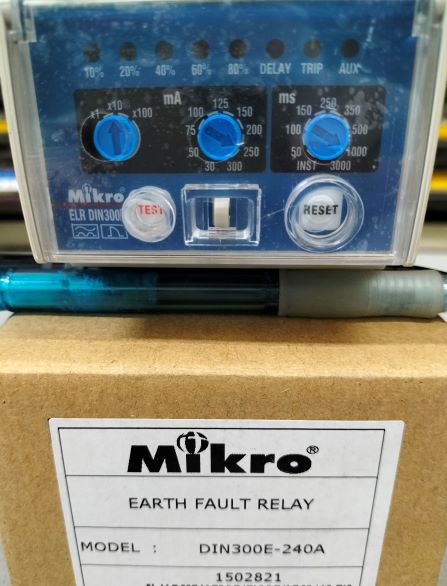 10% 20% 40% 60% 80% DELAY TRIP AUX
mA
x1 x10 x100
125
100 150
75 200
50 250
30 300
ms
250
150 350
100 500
50 1000
INST 3000
Mikro
ELR DIN300
TEST
RESET
Mikro®
EARTH FAULT RELAY
MODEL : DIN300E-240A
1502821